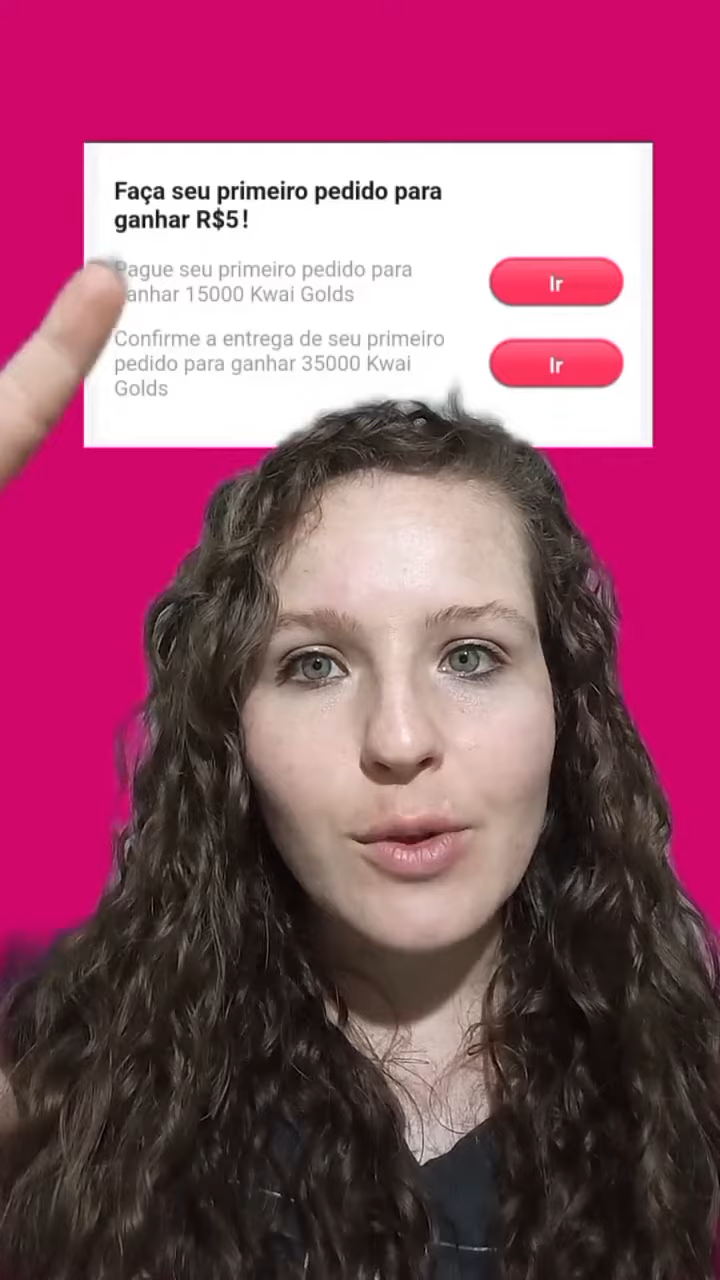 Faça seu primeiro pedido para
ganhar R$5!
Pague seu primeiro pedido para
ganhar 15000 Kwai Golds
Ir
Confirme a entrega de seu primeiro
pedido para ganhar 35000 Kwai
Golds
Ir